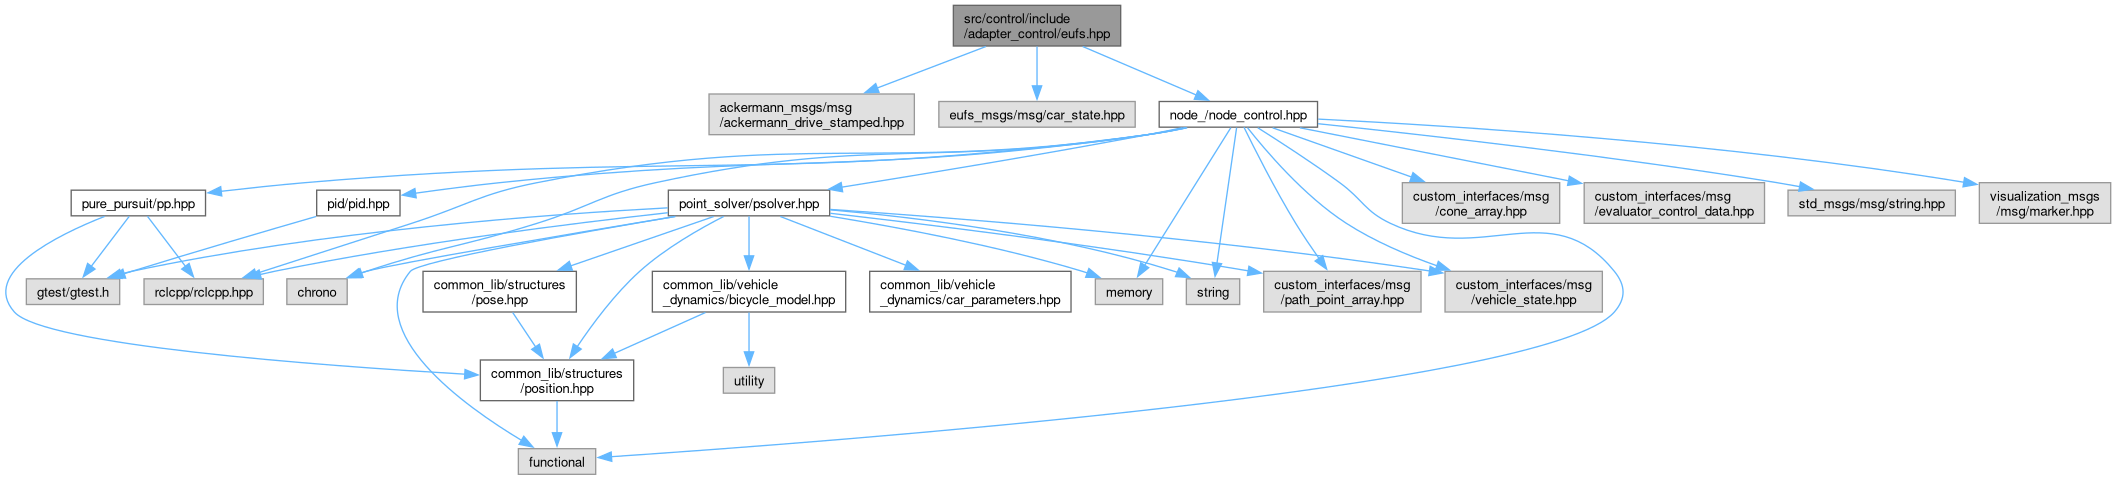 src/control/include
/adapter_control/eufs.hpp
ackermann_msgs/msg
/ackermann_drive_stamped.hpp
eufs_msgs/msg/car_state.hpp
node_/node_control.hpp
pure_pursuit/pp.hpp
pid/pid.hpp
point_solver/psolver.hpp
custom_interfaces/msg
/cone_array.hpp
custom_interfaces/msg
/evaluator_control_data.hpp
std_msgs/msg/string.hpp
visualization_msgs
/msg/marker.hpp
gtest/gtest.h
rclcpp/rclcpp.hpp
chrono
common_lib/structures
/pose.hpp
common_lib/vehicle
_dynamics/bicycle_model.hpp
common_lib/vehicle
_dynamics/car_parameters.hpp
memory
string
custom_interfaces/msg
/path_point_array.hpp
custom_interfaces/msg
/vehicle_state.hpp
common_lib/structures
/position.hpp
utility
functional